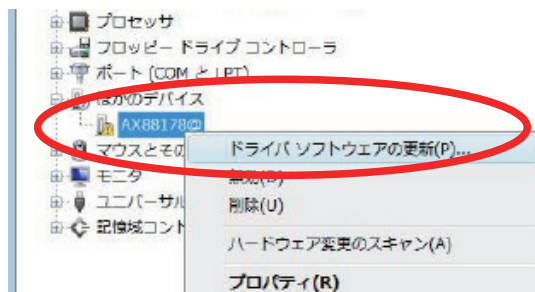 プロセッサ
フロッピー ドライブ コントローラ
ポート (COM と LPT)
ほかのデバイス
AX88178@
マウスとその
ドライバ ソフトウェアの更新(P)...
モニタ
無効(D)
ユニバーサル
削除(U)
記憶域コント
ハードウェア変更のスキャン(A)
プロパティ(R)